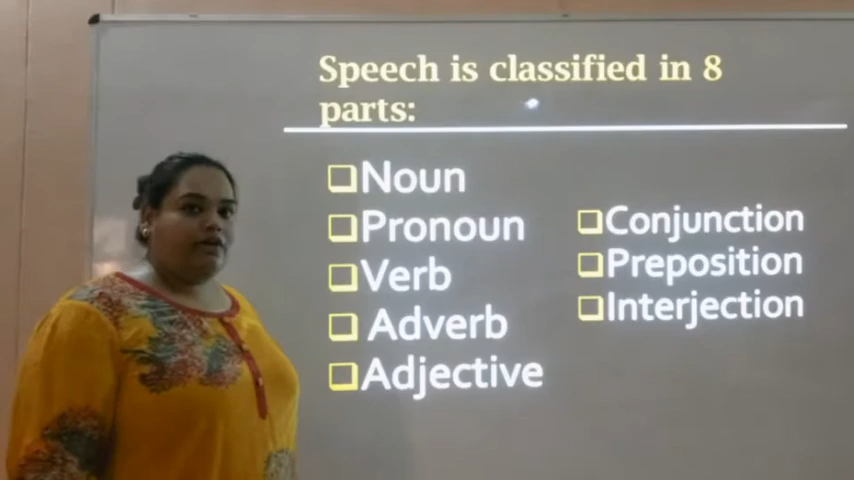 Speech is classified in 8
parts:
Noun
Pronoun
Verb
Adverb
Adjective
Conjunction
Preposition
Interjection